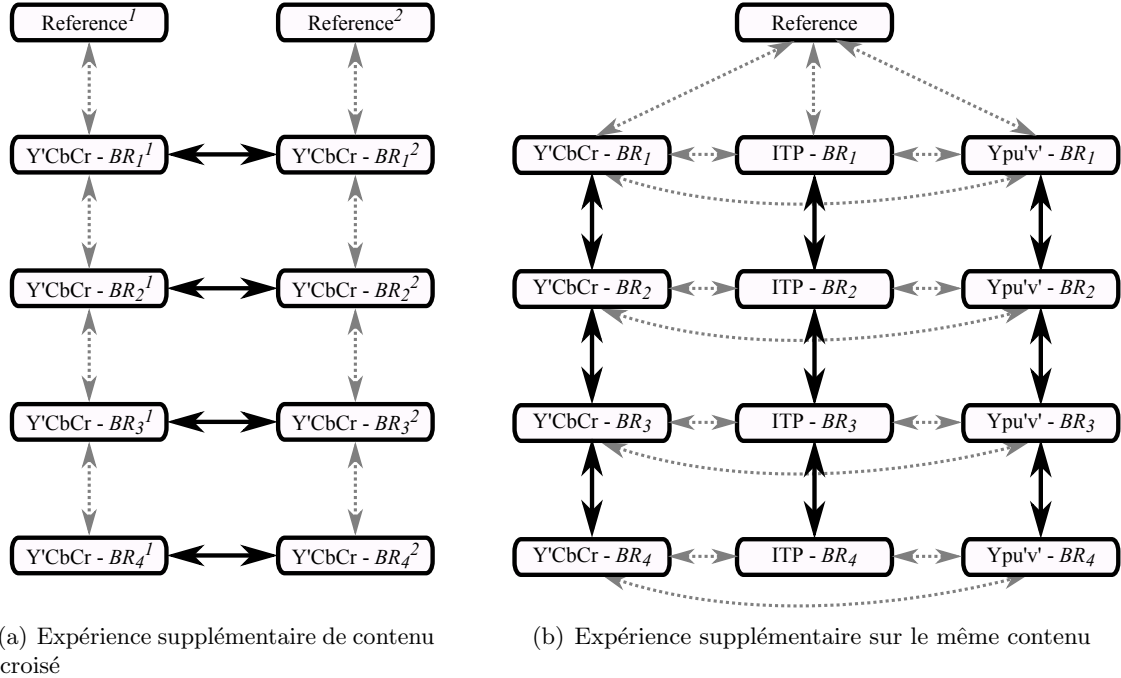 Reference1
Reference2
Y'CbCr - BR11
Y'CbCr - BR12
Y'CbCr - BR21
Y'CbCr - BR22
Y'CbCr - BR31
Y'CbCr - BR32
Y'CbCr - BR41
Y'CbCr - BR42
(a) Expérience supplémentaire de contenu
croisé
Reference
Y'CbCr - BR1
ITP - BR1
Ypu'v' - BR1
Y'CbCr - BR2
ITP - BR2
Ypu'v' - BR2
Y'CbCr - BR3
ITP - BR3
Ypu'v' - BR3
Y'CbCr - BR4
ITP - BR4
Ypu'v' - BR4
(b) Expérience supplémentaire sur le même contenu